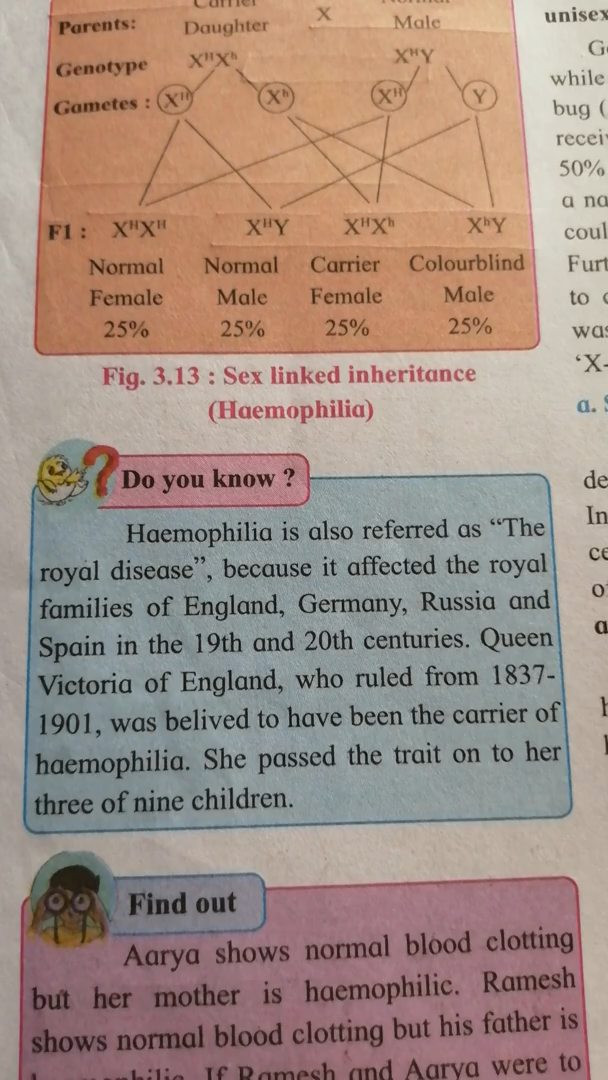 Carrier
Parents: Daughter X Male
Genotype XᴴXʰ XᴴY
Gametes : Xᴴ Xʰ Xᴴ Y
F1 : XᴴXᴴ XᴴY XᴴXʰ XʰY
Normal Normal Carrier Colourblind
Female Male Female Male
25% 25% 25% 25%
Fig. 3.13 : Sex linked inheritance
(Haemophilia)
Do you know ?
Haemophilia is also referred as “The
royal disease”, because it affected the royal
families of England, Germany, Russia and
Spain in the 19th and 20th centuries. Queen
Victoria of England, who ruled from 1837-
1901, was belived to have been the carrier of
haemophilia. She passed the trait on to her
three of nine children.
Find out
Aarya shows normal blood clotting
but her mother is haemophilic. Ramesh
shows normal blood clotting but his father is
If Ramesh and Aarya were to
unisex
while
bug (
50%
a na
to
was
‘X-
a.
de
In